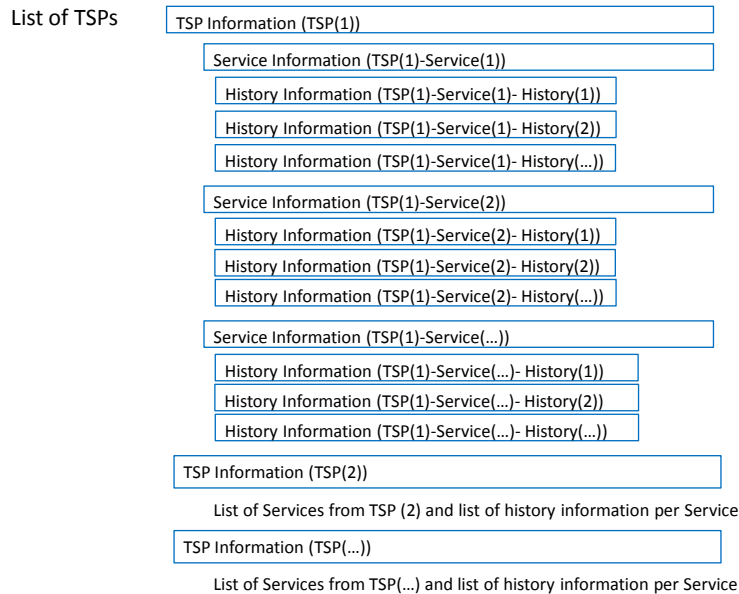 List of TSPs
TSP Information (TSP(1))
Service Information (TSP(1)-Service(1))
History Information (TSP(1)-Service(1)- History(1))
History Information (TSP(1)-Service(1)- History(2))
History Information (TSP(1)-Service(1)- History(…))
Service Information (TSP(1)-Service(2))
History Information (TSP(1)-Service(2)- History(1))
History Information (TSP(1)-Service(2)- History(2))
History Information (TSP(1)-Service(2)- History(…))
Service Information (TSP(1)-Service(…))
History Information (TSP(1)-Service(…)- History(1))
History Information (TSP(1)-Service(…)- History(2))
History Information (TSP(1)-Service(…)- History(…))
TSP Information (TSP(2))
List of Services from TSP (2) and list of history information per Service
TSP Information (TSP(…))
List of Services from TSP(…) and list of history information per Service